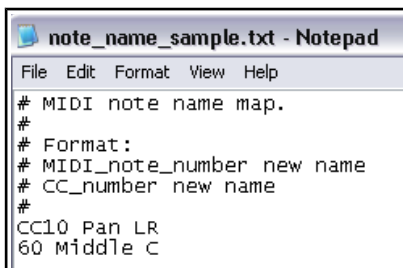 note_name_sample.txt - Notepad
File Edit Format View Help
# MIDI note name map.
#
# Format:
# MIDI_note_number new name
# CC_number new name
#
CC10 Pan LR
60 Middle C